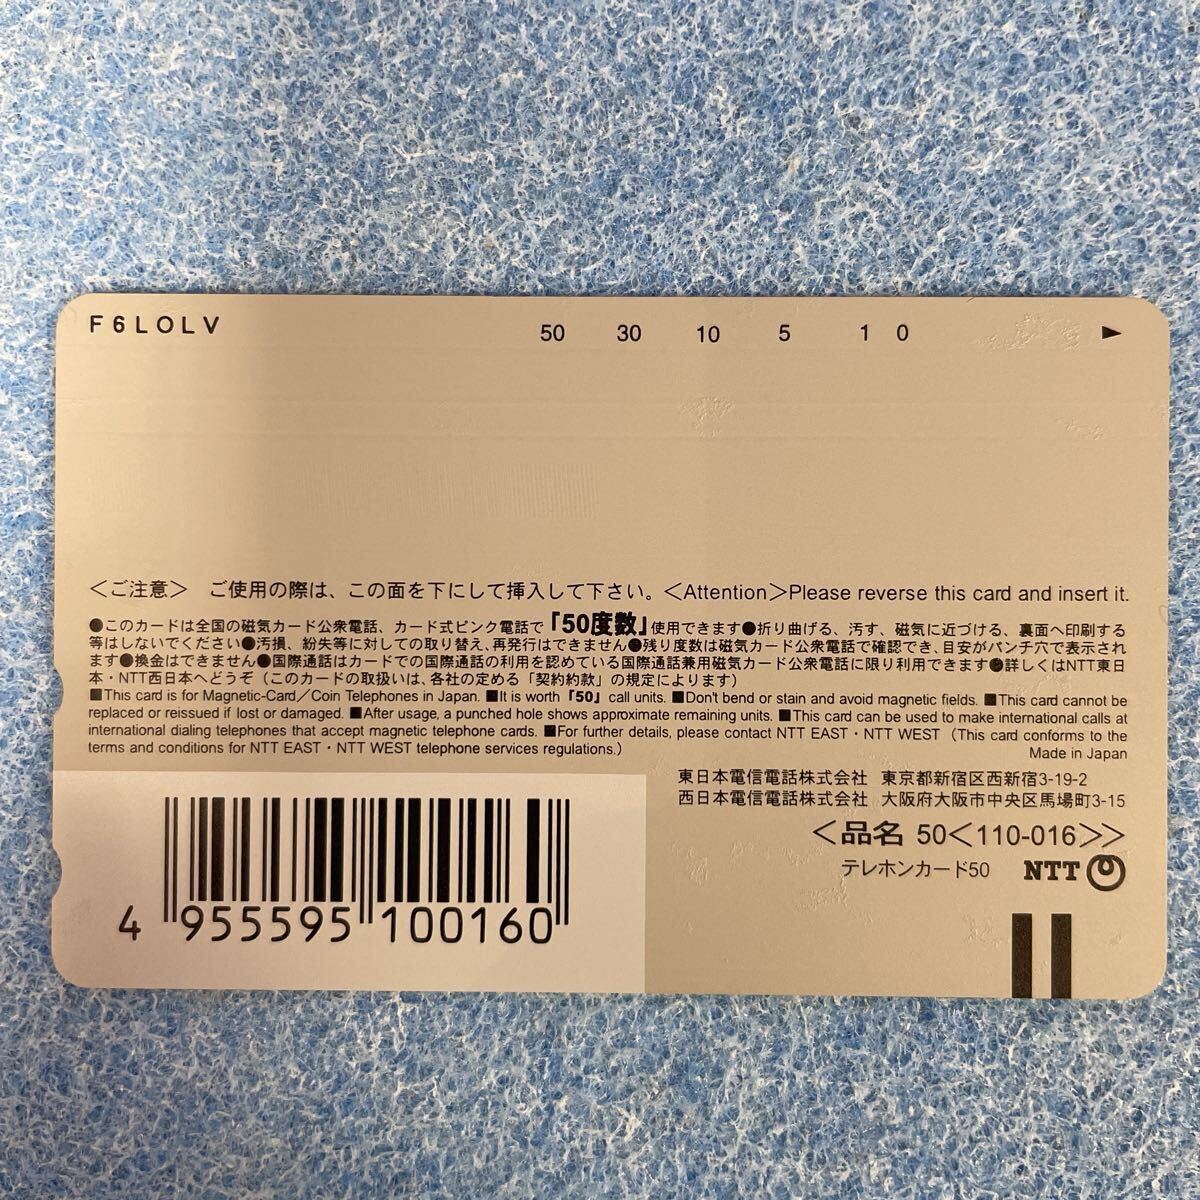 F6LOLV
50 30 10 5 1 0 ▶
＜ご注意＞ ご使用の際は、この面を下にして挿入して下さい。＜Attention＞Please reverse this card and insert it.
●このカードは全国の磁気カード公衆電話、カード式ピンク電話で「50度数」使用できます●折り曲げる、汚す、磁気に近づける、裏面へ印刷する
等はしないでください●汚損、紛失等に対しての取り替え、再発行はできません●残り度数は磁気カード公衆電話で確認でき、目安がパンチ穴で表示され
ます●換金はできません●国際通話はカードでの国際通話の利用を認めている国際通話兼用磁気カード公衆電話に限り利用できます●詳しくはNTT東日
本・NTT西日本へどうぞ（このカードの取扱いは、各社の定める「契約約款」の規定によります）
■This card is for Magnetic-Card／Coin Telephones in Japan. ■It is worth「50」call units. ■Don't bend or stain and avoid magnetic fields. ■This card cannot be
replaced or reissued if lost or damaged. ■After usage, a punched hole shows approximate remaining units. ■This card can be used to make international calls at
international dialing telephones that accept magnetic telephone cards. ■For further details, please contact NTT EAST・NTT WEST（This card conforms to the
terms and conditions for NTT EAST・NTT WEST telephone services regulations.）
Made in Japan
東日本電信電話株式会社 東京都新宿区西新宿3-19-2
西日本電信電話株式会社 大阪府大阪市中央区馬場町3-15
＜品名 50＜110-016＞＞
テレホンカード50 NTT
4 955595 100160